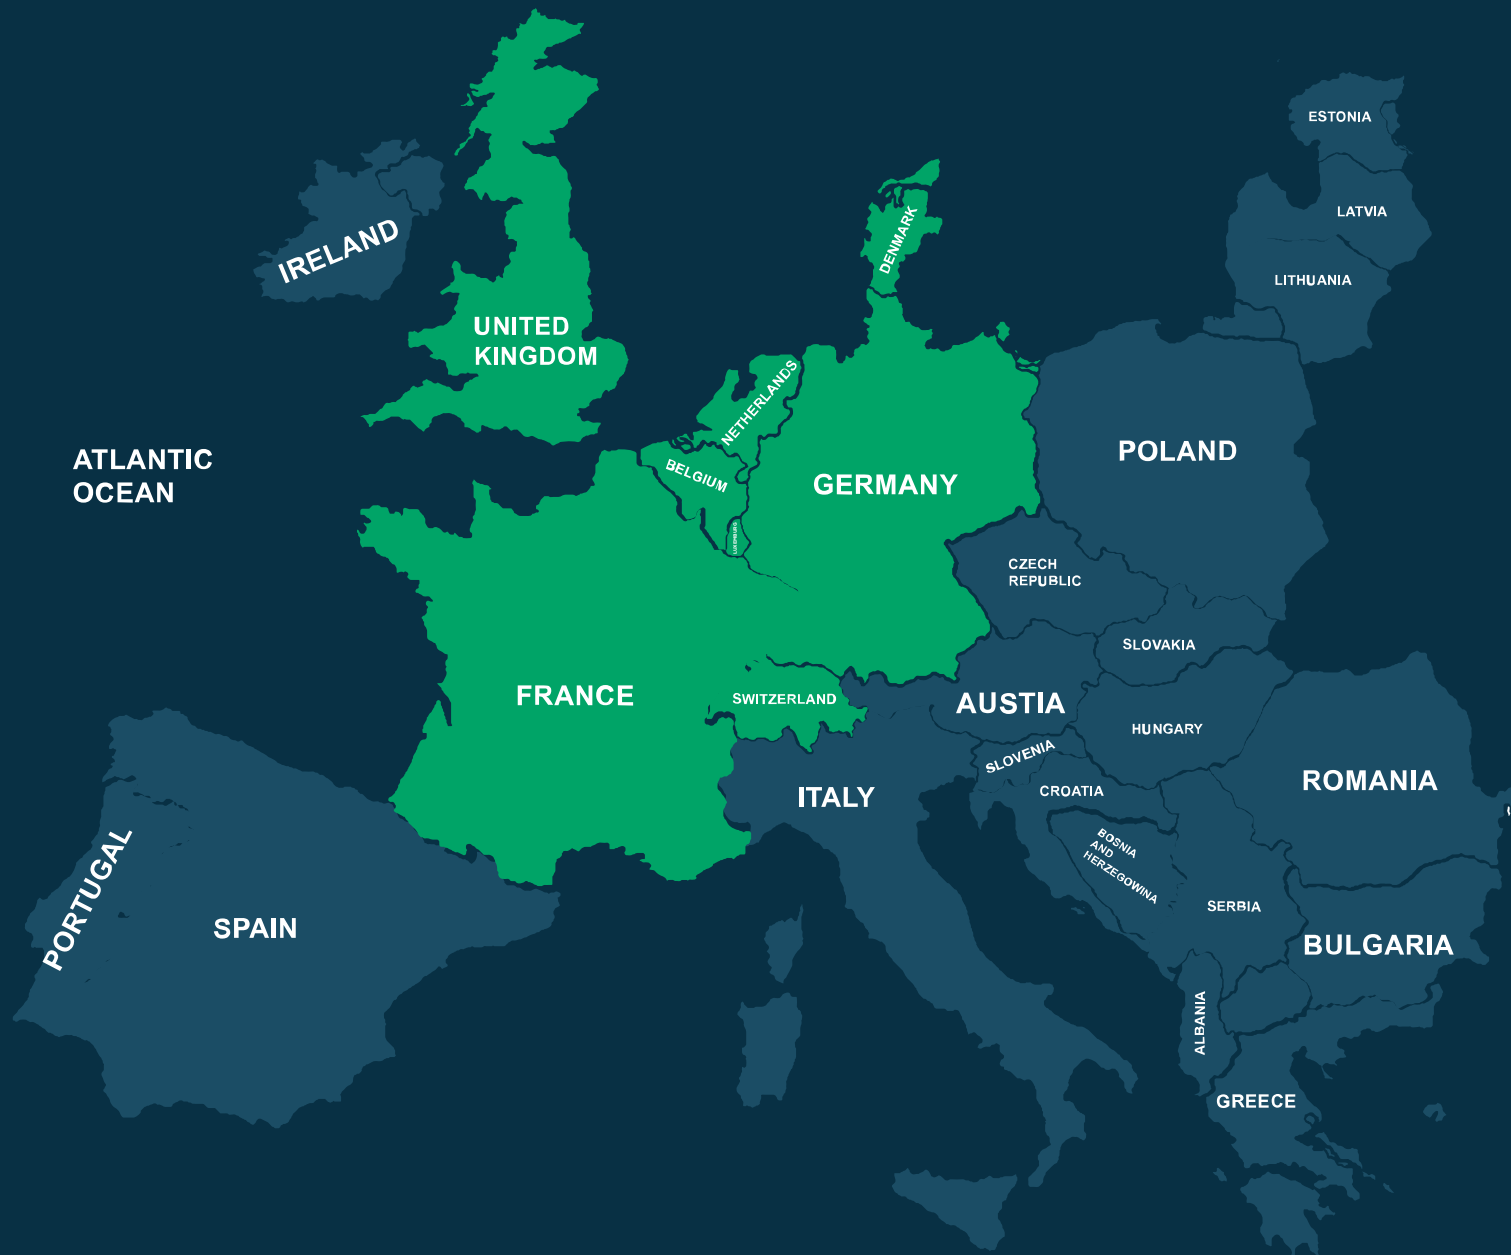 ESTONIA
LATVIA
IRELAND
DENMARK
LITHUANIA
UNITED
KINGDOM
NETHERLANDS
ATLANTIC
OCEAN
BELGIUM
GERMANY
POLAND
LUXEMBURG
CZECH
REPUBLIC
SLOVAKIA
FRANCE
SWITZERLAND
AUSTIA
HUNGARY
SLOVENIA
ITALY
CROATIA
ROMANIA
BOSNIA
AND
HERZEGOWINA
PORTUGAL
SPAIN
SERBIA
BULGARIA
ALBANIA
GREECE